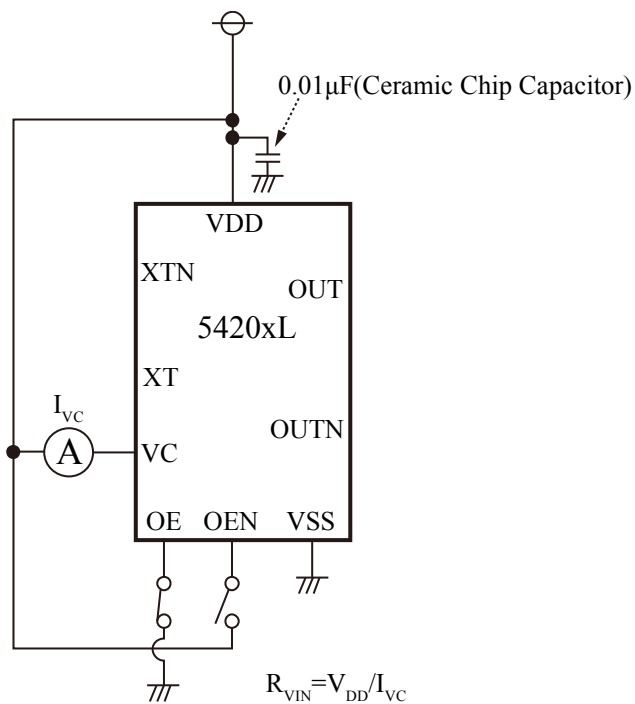 0.01μF(Ceramic Chip Capacitor)
VDD
XTN
OUT
5420xL
XT
I_VC
OUTN
A
VC
OE OEN VSS
R_VIN=V_DD/I_VC